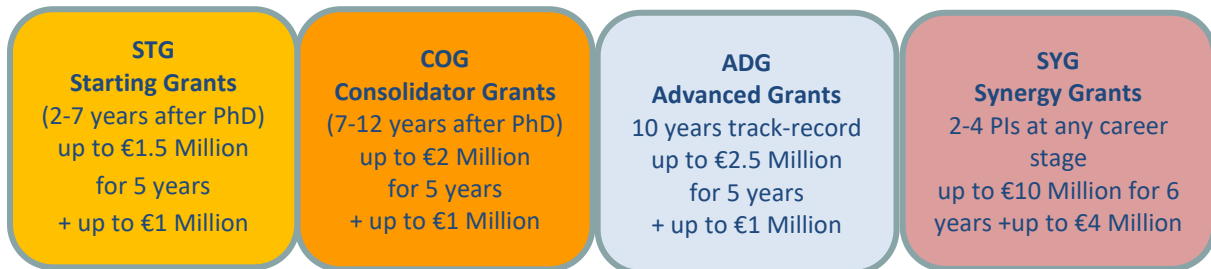 STG
Starting Grants
(2-7 years after PhD)
up to €1.5 Million
for 5 years
+ up to €1 Million
COG
Consolidator Grants
(7-12 years after PhD)
up to €2 Million
for 5 years
+ up to €1 Million
ADG
Advanced Grants
10 years track-record
up to €2.5 Million
for 5 years
+ up to €1 Million
SYG
Synergy Grants
2-4 PIs at any career
stage
up to €10 Million for 6
years +up to €4 Million